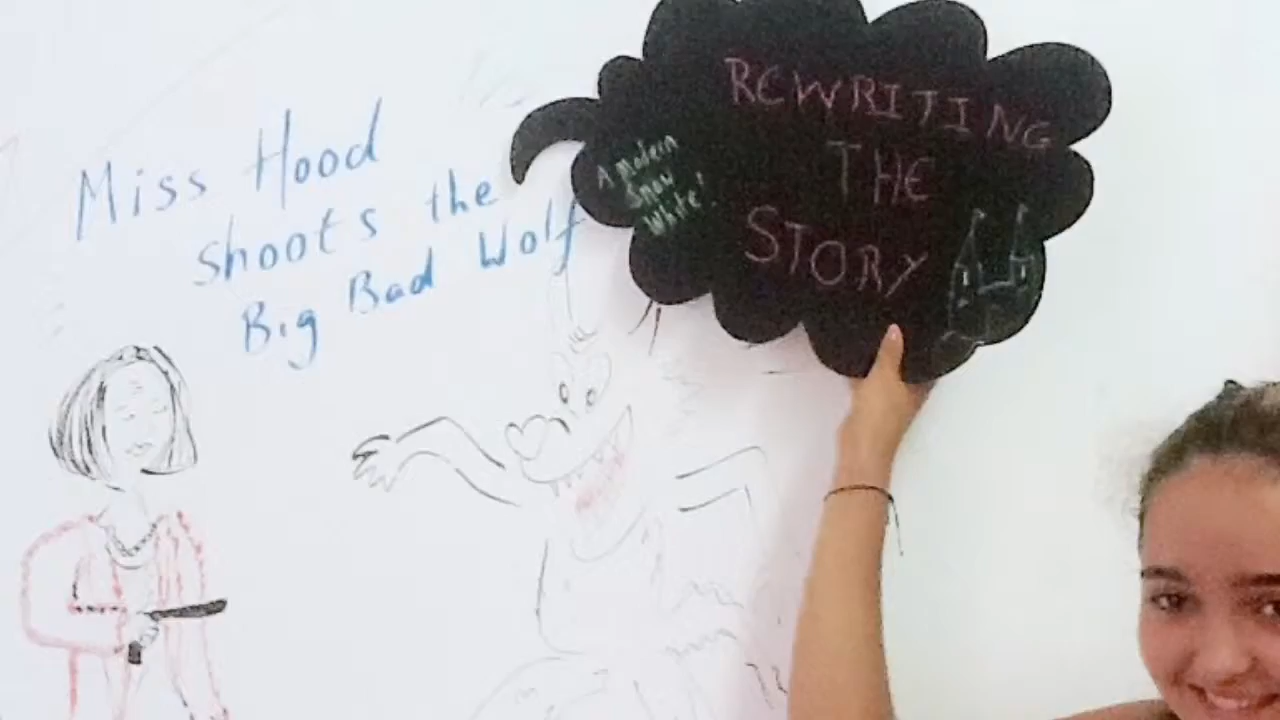 Miss Hood
shoots the
Big Bad Wolf
REWRITING
THE
STORY
A Modern
Snow
White!